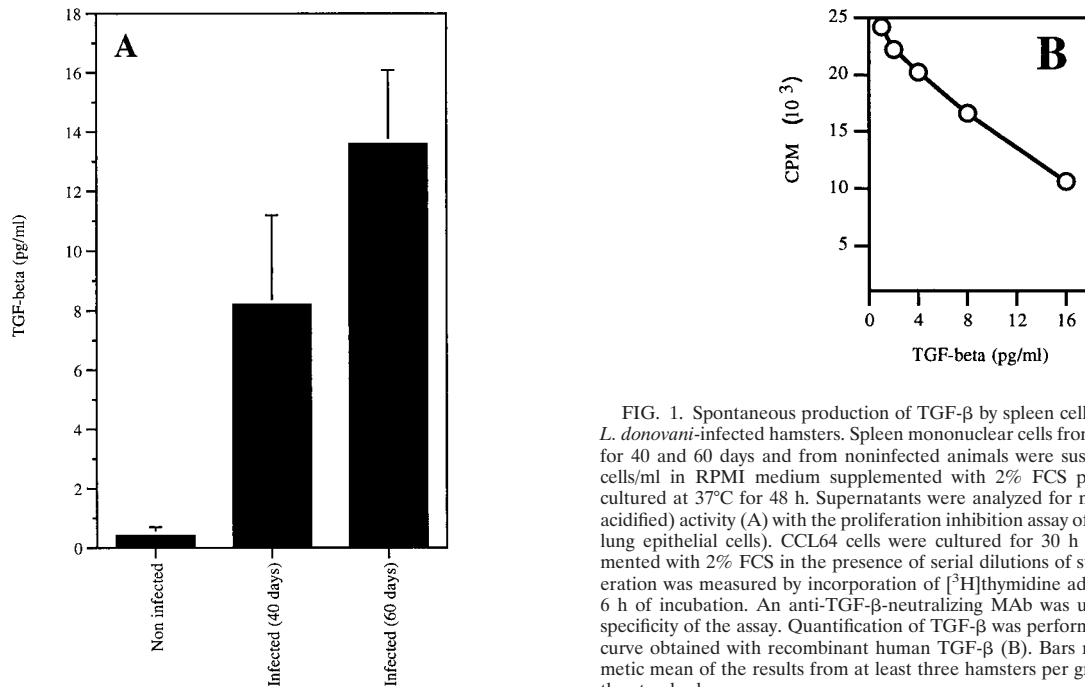 18
A
16
14
12
10
8
6
4
2
0
TGF-beta (pg/ml)
Non infected
Infected (40 days)
Infected (60 days)
25
B
20
15
10
5
CPM (10 3)
0 4 8 12 16
TGF-beta (pg/ml)
FIG. 1. Spontaneous production of TGF-β by spleen cell
L. donovani-infected hamsters. Spleen mononuclear cells from
for 40 and 60 days and from noninfected animals were sus
cells/ml in RPMI medium supplemented with 2% FCS p
cultured at 37°C for 48 h. Supernatants were analyzed for n
acidified) activity (A) with the proliferation inhibition assay of
lung epithelial cells). CCL64 cells were cultured for 30 h
mented with 2% FCS in the presence of serial dilutions of s
eration was measured by incorporation of [3H]thymidine ad
6 h of incubation. An anti-TGF-β-neutralizing MAb was u
specificity of the assay. Quantification of TGF-β was perform
curve obtained with recombinant human TGF-β (B). Bars r
metic mean of the results from at least three hamsters per g